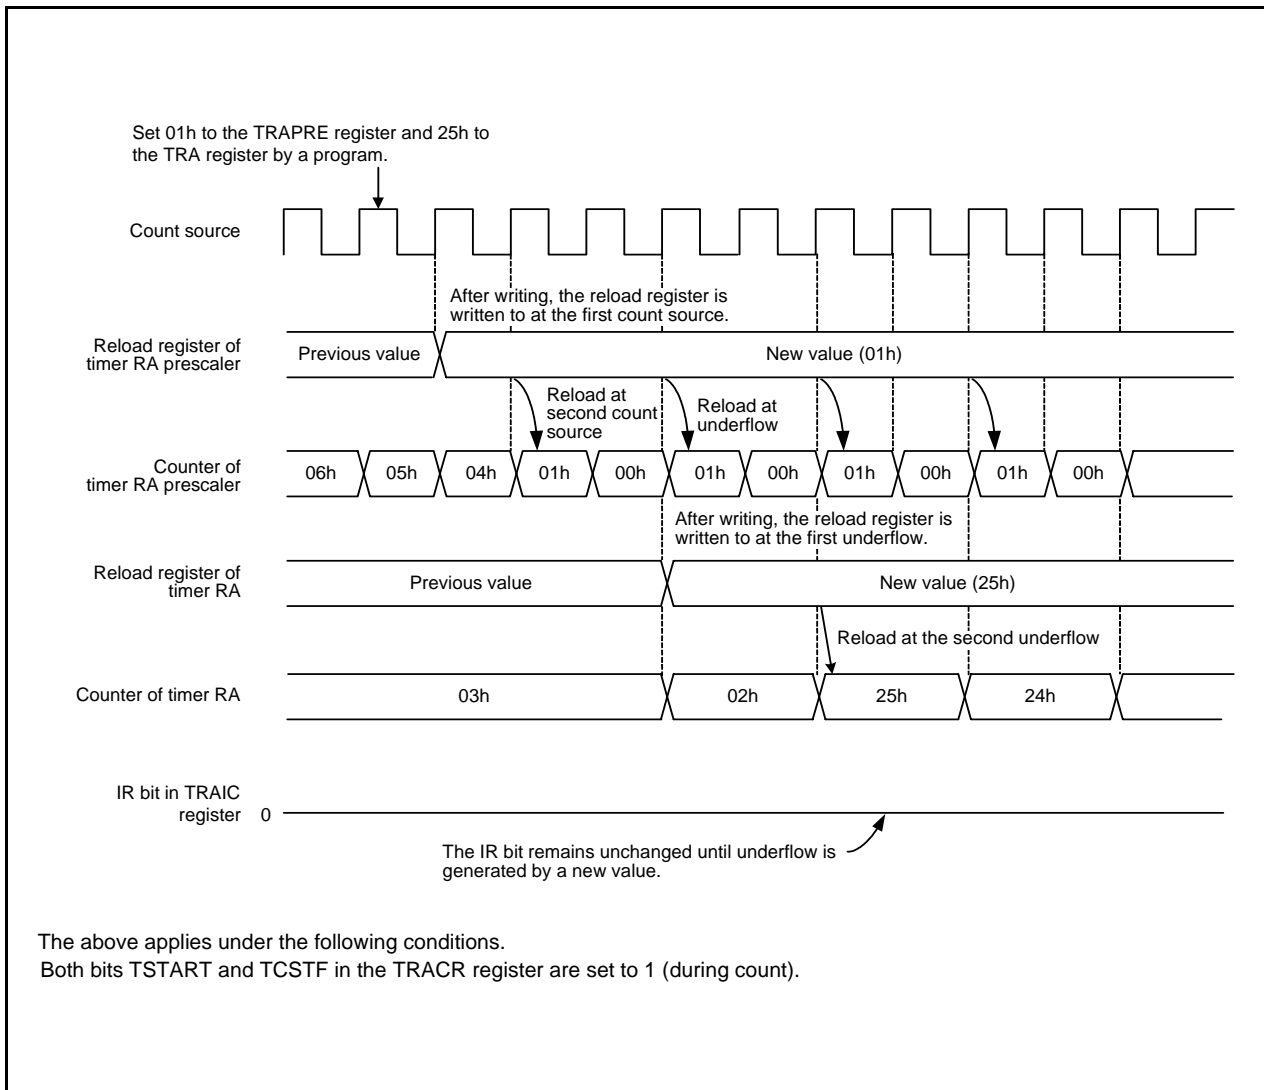 Set 01h to the TRAPRE register and 25h to
the TRA register by a program.
Count source
After writing, the reload register is
written to at the first count source.
Reload register of
timer RA prescaler
Previous value
New value (01h)
Reload at
second count
source
Reload at
underflow
Counter of
timer RA prescaler
06h 05h 04h 01h 00h 01h 00h 01h 00h 01h 00h
After writing, the reload register is
written to at the first underflow.
Reload register of
timer RA
Previous value
New value (25h)
Reload at the second underflow
Counter of timer RA
03h 02h 25h 24h
IR bit in TRAIC
register
0
The IR bit remains unchanged until underflow is
generated by a new value.
The above applies under the following conditions.
Both bits TSTART and TCSTF in the TRACR register are set to 1 (during count).